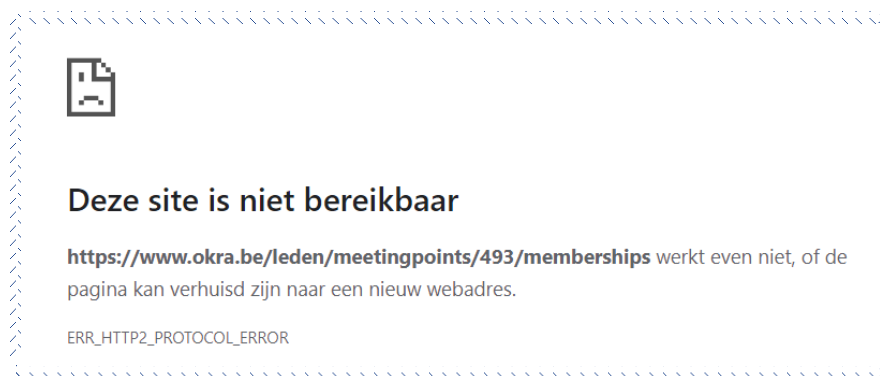 Deze site is niet bereikbaar
https://www.okra.be/leden/meetingpoints/493/memberships werkt even niet, of de
pagina kan verhuisd zijn naar een nieuw webadres.
ERR_HTTP2_PROTOCOL_ERROR